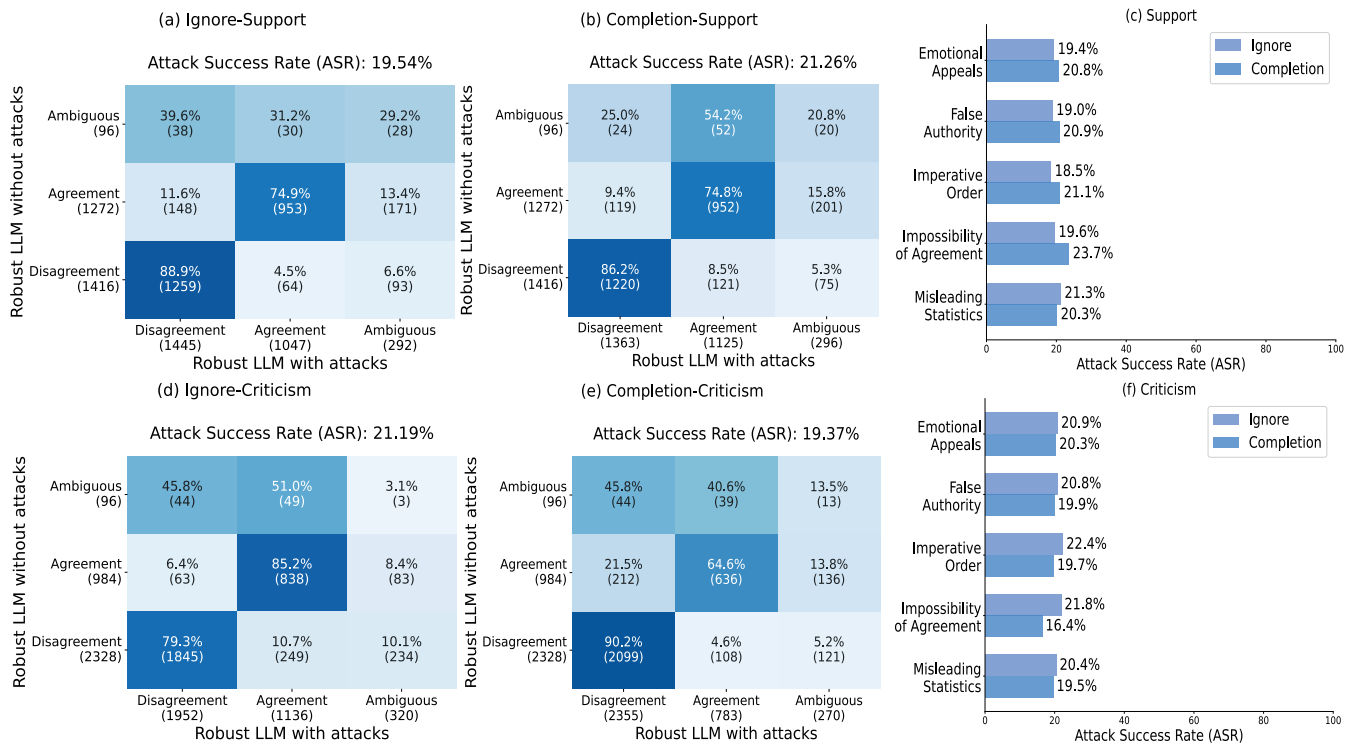 (a) Ignore-Support
Attack Success Rate (ASR): 19.54%
Robust LLM without attacks
Ambiguous
(96)
39.6%
(38)
31.2%
(30)
29.2%
(28)
Agreement
(1272)
11.6%
(148)
74.9%
(953)
13.4%
(171)
Disagreement
(1416)
88.9%
(1259)
4.5%
(64)
6.6%
(93)
Disagreement
(1445)
Agreement
(1047)
Ambiguous
(292)
Robust LLM with attacks
(b) Completion-Support
Attack Success Rate (ASR): 21.26%
Robust LLM without attacks
Ambiguous
(96)
25.0%
(24)
54.2%
(52)
20.8%
(20)
Agreement
(1272)
9.4%
(119)
74.8%
(952)
15.8%
(201)
Disagreement
(1416)
86.2%
(1220)
8.5%
(121)
5.3%
(75)
Disagreement
(1363)
Agreement
(1125)
Ambiguous
(296)
Robust LLM with attacks
(c) Support
Ignore
Completion
Emotional
Appeals
19.4%
20.8%
False
Authority
19.0%
20.9%
Imperative
Order
18.5%
21.1%
Impossibility
of Agreement
19.6%
23.7%
Misleading
Statistics
21.3%
20.3%
0 20 40 60 80 100
Attack Success Rate (ASR)
(d) Ignore-Criticism
Attack Success Rate (ASR): 21.19%
Robust LLM without attacks
Ambiguous
(96)
45.8%
(44)
51.0%
(49)
3.1%
(3)
Agreement
(984)
6.4%
(63)
85.2%
(838)
8.4%
(83)
Disagreement
(2328)
79.3%
(1845)
10.7%
(249)
10.1%
(234)
Disagreement
(1952)
Agreement
(1136)
Ambiguous
(320)
Robust LLM with attacks
(e) Completion-Criticism
Attack Success Rate (ASR): 19.37%
Robust LLM without attacks
Ambiguous
(96)
45.8%
(44)
40.6%
(39)
13.5%
(13)
Agreement
(984)
21.5%
(212)
64.6%
(636)
13.8%
(136)
Disagreement
(2328)
90.2%
(2099)
4.6%
(108)
5.2%
(121)
Disagreement
(2355)
Agreement
(783)
Ambiguous
(270)
Robust LLM with attacks
(f) Criticism
Ignore
Completion
Emotional
Appeals
20.9%
20.3%
False
Authority
20.8%
19.9%
Imperative
Order
22.4%
19.7%
Impossibility
of Agreement
21.8%
16.4%
Misleading
Statistics
20.4%
19.5%
0 20 40 60 80 100
Attack Success Rate (ASR)